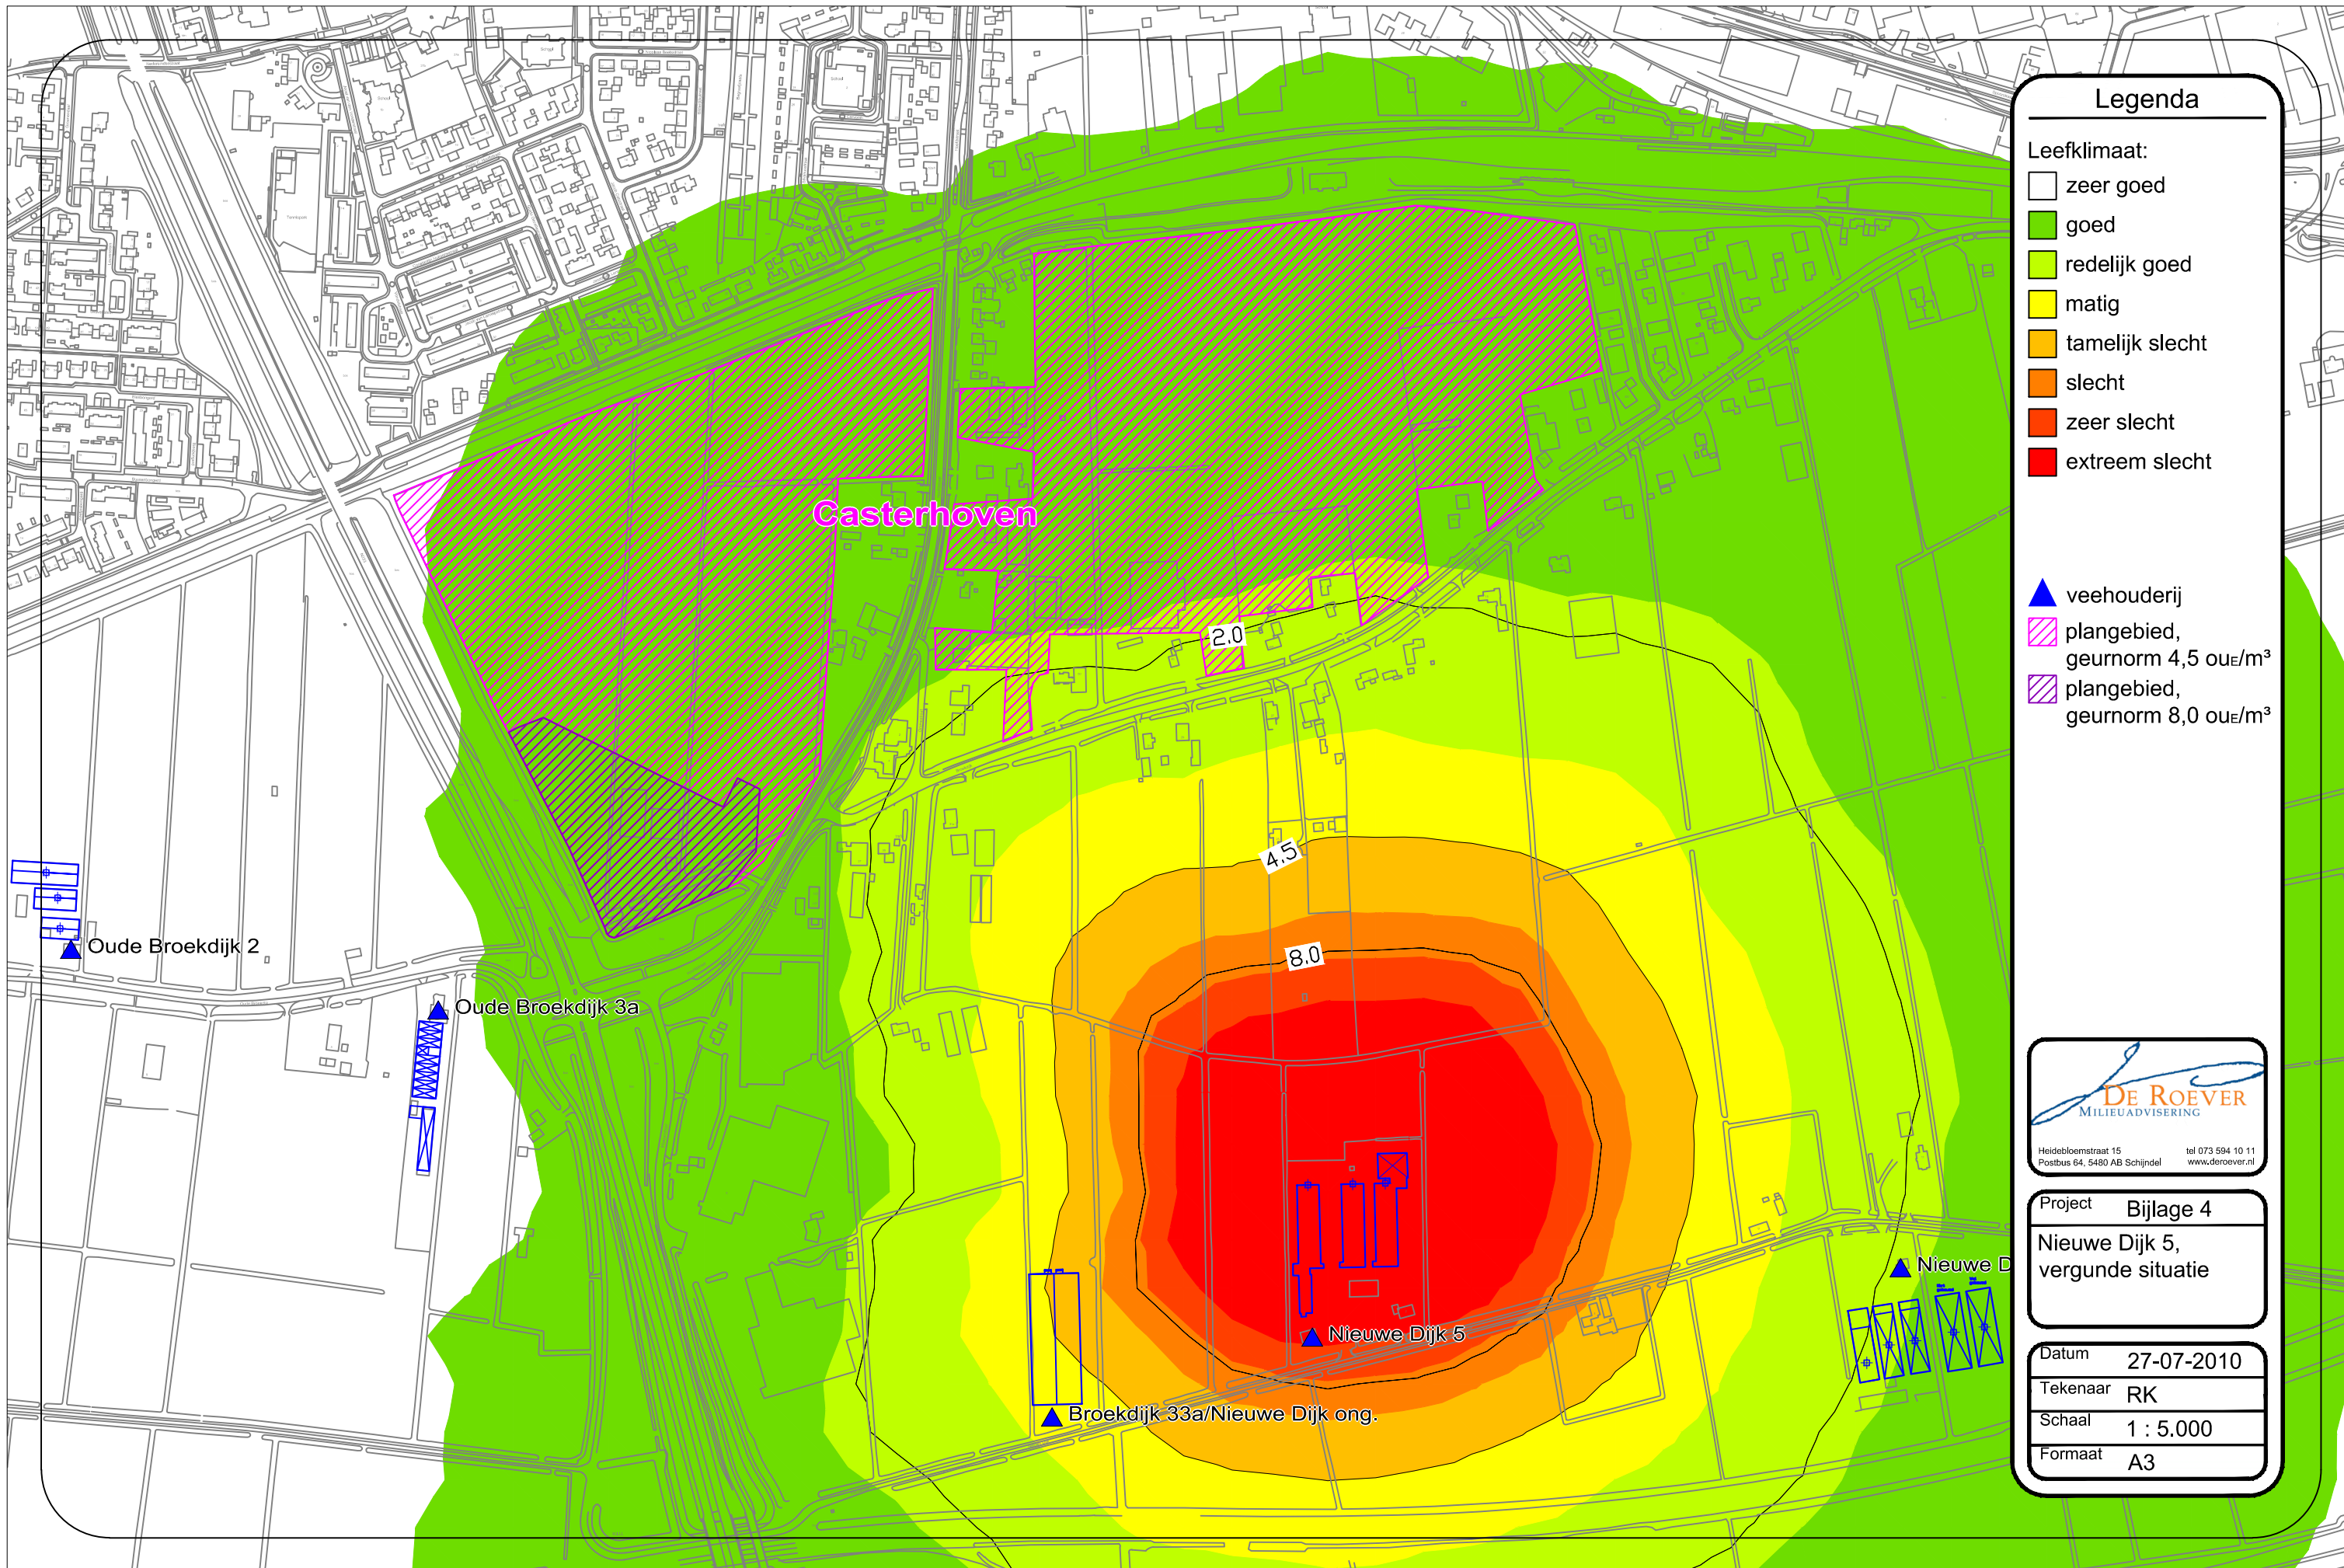 Legenda
Leefklimaat:
zeer goed
goed
redelijk goed
matig
tamelijk slecht
slecht
zeer slecht
extreem slecht
veehouderij
plangebied,
geurnorm 4,5 ouE/m³
plangebied,
geurnorm 8,0 ouE/m³
Casterhoven
2.0
4.5
8.0
Oude Broekdijk 2
Oude Broekdijk 3a
Nieuwe D
Nieuwe Dijk 5
Broekdijk 33a/Nieuwe Dijk ong.
DE ROEVER
MILIEUADVISERING
Heidebloemstraat 15 tel 073 594 10 11
Postbus 64, 5480 AB Schijndel www.deroever.nl
Project Bijlage 4
Nieuwe Dijk 5,
vergunde situatie
Datum 27-07-2010
Tekenaar RK
Schaal 1 : 5.000
Formaat A3